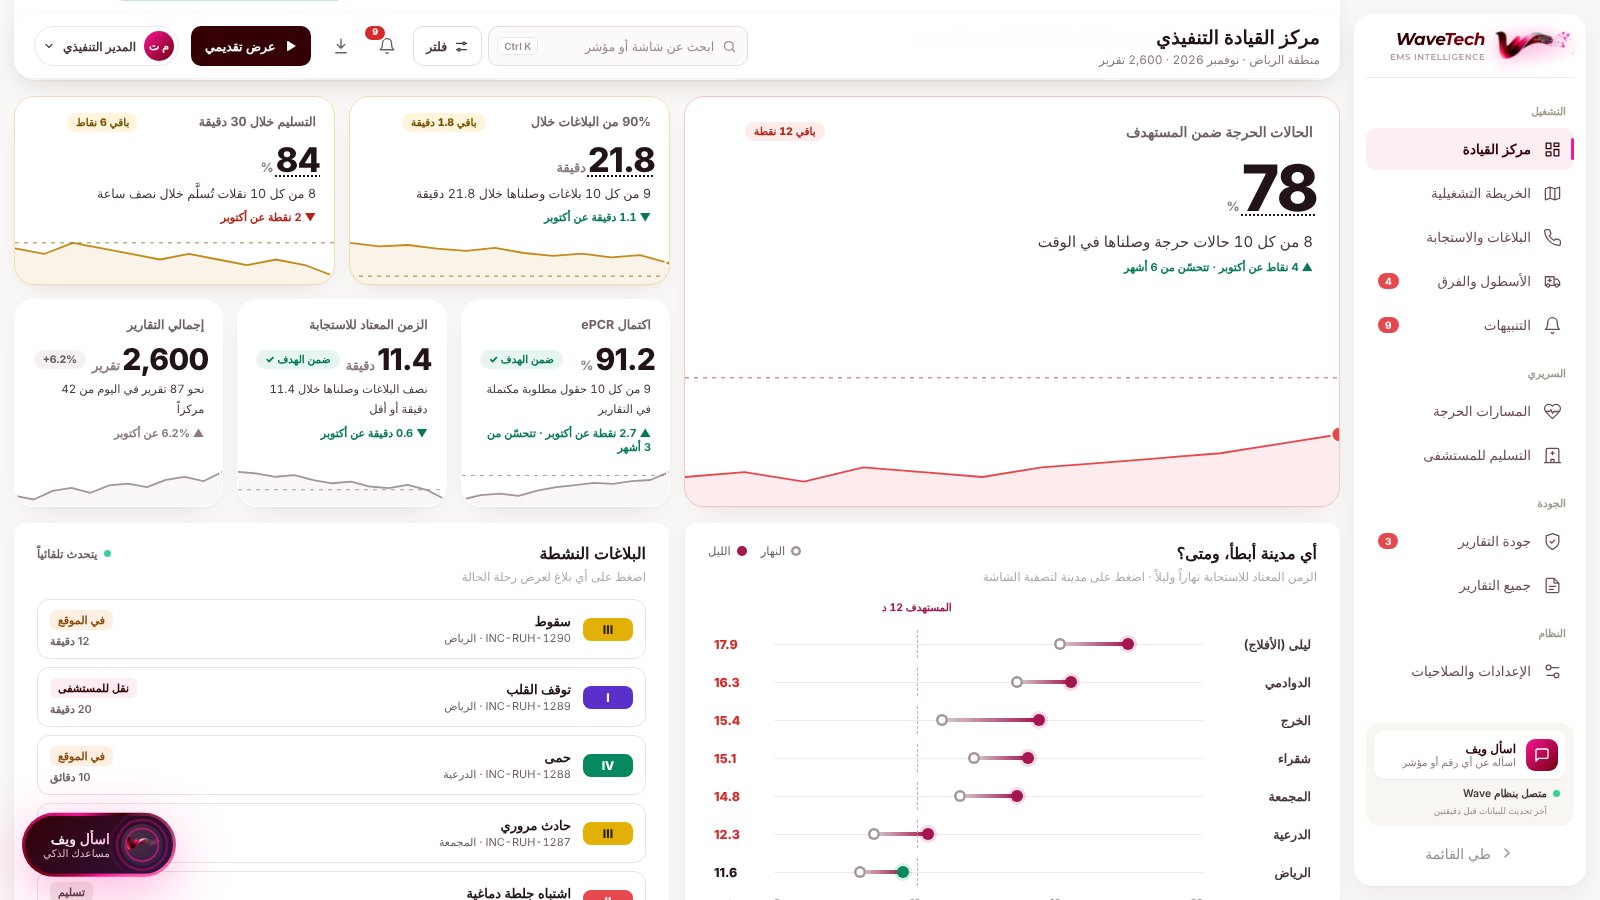 WaveTech
EMS INTELLIGENCE
التشغيل
مركز القيادة
الخريطة التشغيلية
البلاغات والاستجابة
الأسطول والفرق
4
التنبيهات
9
السريري
المسارات الحرجة
التسليم للمستشفى
الجودة
جودة التقارير
3
جميع التقارير
النظام
الإعدادات والصلاحيات
اسأل ويف
اسأله عن أي رقم أو مؤشر
متصل بنظام Wave
آخر تحديث للبيانات قبل دقيقتين
طي القائمة
مركز القيادة التنفيذي
منطقة الرياض · نوفمبر 2026 · 2,600 تقرير
ابحث عن شاشة أو مؤشر
Ctrl K
فلتر
9
عرض تقديمي
م ت
المدير التنفيذي
الحالات الحرجة ضمن المستهدف
باقي 12 نقطة
78 %
8 من كل 10 حالات حرجة وصلناها في الوقت
▲ 4 نقاط عن أكتوبر · تتحسّن من 6 أشهر
90% من البلاغات خلال
باقي 1.8 دقيقة
21.8 دقيقة
9 من كل 10 بلاغات وصلناها خلال 21.8 دقيقة
▼ 1.1 دقيقة عن أكتوبر
التسليم خلال 30 دقيقة
باقي 6 نقاط
84 %
8 من كل 10 نقلات تُسلَّم خلال نصف ساعة
▼ 2 نقطة عن أكتوبر
اكتمال ePCR
91.2 %
ضمن الهدف ✓
9 من كل 10 حقول مطلوبة مكتملة
في التقارير
▲ 2.7 نقطة عن أكتوبر · تتحسّن من
3 أشهر
الزمن المعتاد للاستجابة
11.4 دقيقة
ضمن الهدف ✓
نصف البلاغات وصلناها خلال 11.4
دقيقة أو أقل
▼ 0.6 دقيقة عن أكتوبر
إجمالي التقارير
2,600 تقرير
+6.2%
نحو 87 تقرير في اليوم من 42
مركزاً
▲ 6.2% عن أكتوبر
أي مدينة أبطأ، ومتى؟
النهار
الليل
الزمن المعتاد للاستجابة نهاراً وليلاً · اضغط على مدينة لتصفية الشاشة
المستهدف 12 د
ليلى (الأفلاج) 17.9
الدوادمي 16.3
الخرج 15.4
شقراء 15.1
المجمعة 14.8
الدرعية 12.3
الرياض 11.6
البلاغات النشطة
يتحدث تلقائياً
اضغط على أي بلاغ لعرض رحلة الحالة
III
سقوط
INC-RUH-1290 · الرياض
في الموقع
12 دقيقة
I
توقف القلب
INC-RUH-1289 · الرياض
نقل للمستشفى
20 دقيقة
IV
حمى
INC-RUH-1288 · الدرعية
في الموقع
10 دقائق
III
حادث مروري
INC-RUH-1287 · المجمعة
اشتباه جلطة دماغية
تسليم
اسأل ويف
مساعدك الذكي